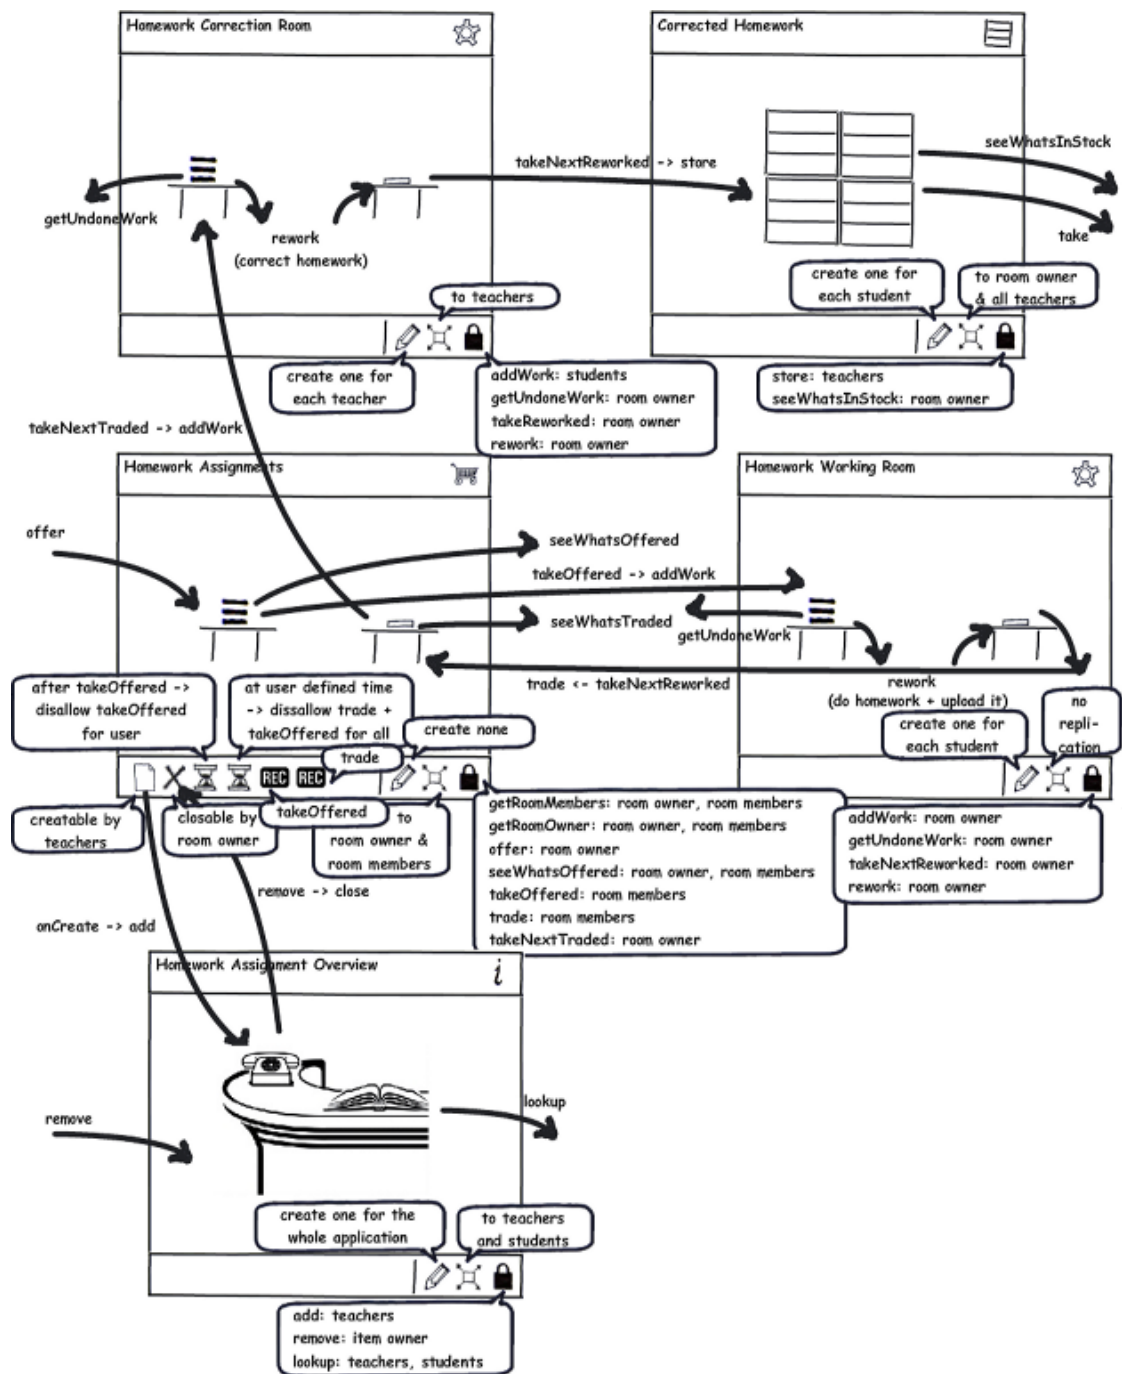 Homework Correction Room
Corrected Homework
seeWhatsInStock
takeNextReworked -> store
getUndoneWork
rework
(correct homework)
take
create one for
each student
to room owner
& all teachers
to teachers
create one for
each teacher
addWork: students
getUndoneWork: room owner
takeReworked: room owner
rework: room owner
store: teachers
seeWhatsInStock: room owner
takeNextTraded -> addWork
Homework Assignments
Homework Working Room
offer
seeWhatsOffered
takeOffered -> addWork
seeWhatsTraded
getUndoneWork
trade <- takeNextReworked
rework
(do homework + upload it)
after takeOffered ->
disallow takeOffered
for user
at user defined time
-> dissallow trade +
takeOffered for all
create none
create one for
each student
no
repli-
cation
trade
REC
REC
takeOffered
creatable by
teachers
closable by
room owner
to
room owner &
room members
getRoomMembers: room owner, room members
getRoomOwner: room owner, room members
offer: room owner
seeWhatsOffered: room owner, room members
takeOffered: room members
trade: room members
takeNextTraded: room owner
addWork: room owner
getUndoneWork: room owner
takeNextReworked: room owner
rework: room owner
remove -> close
onCreate -> add
Homework Assignment Overview
i
remove
lookup
create one for the
whole application
to teachers
and students
add: teachers
remove: item owner
lookup: teachers, students